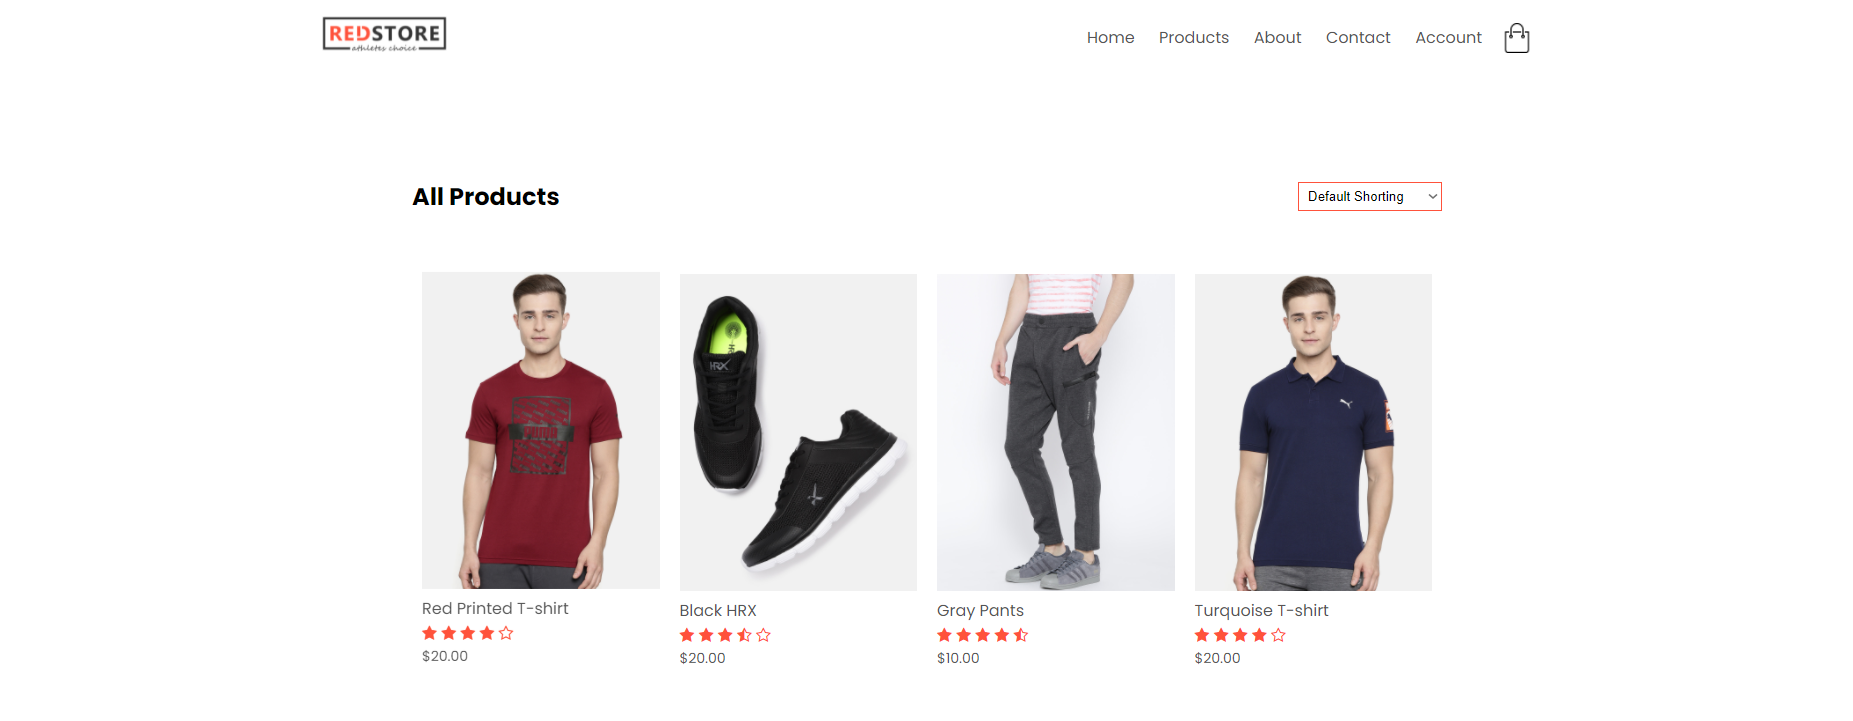 REDSTORE
athletes choice
Home Products About Contact Account
All Products
Default Shorting
HRX
Red Printed T-shirt
$20.00
Black HRX
$20.00
Gray Pants
$10.00
Turquoise T-shirt
$20.00